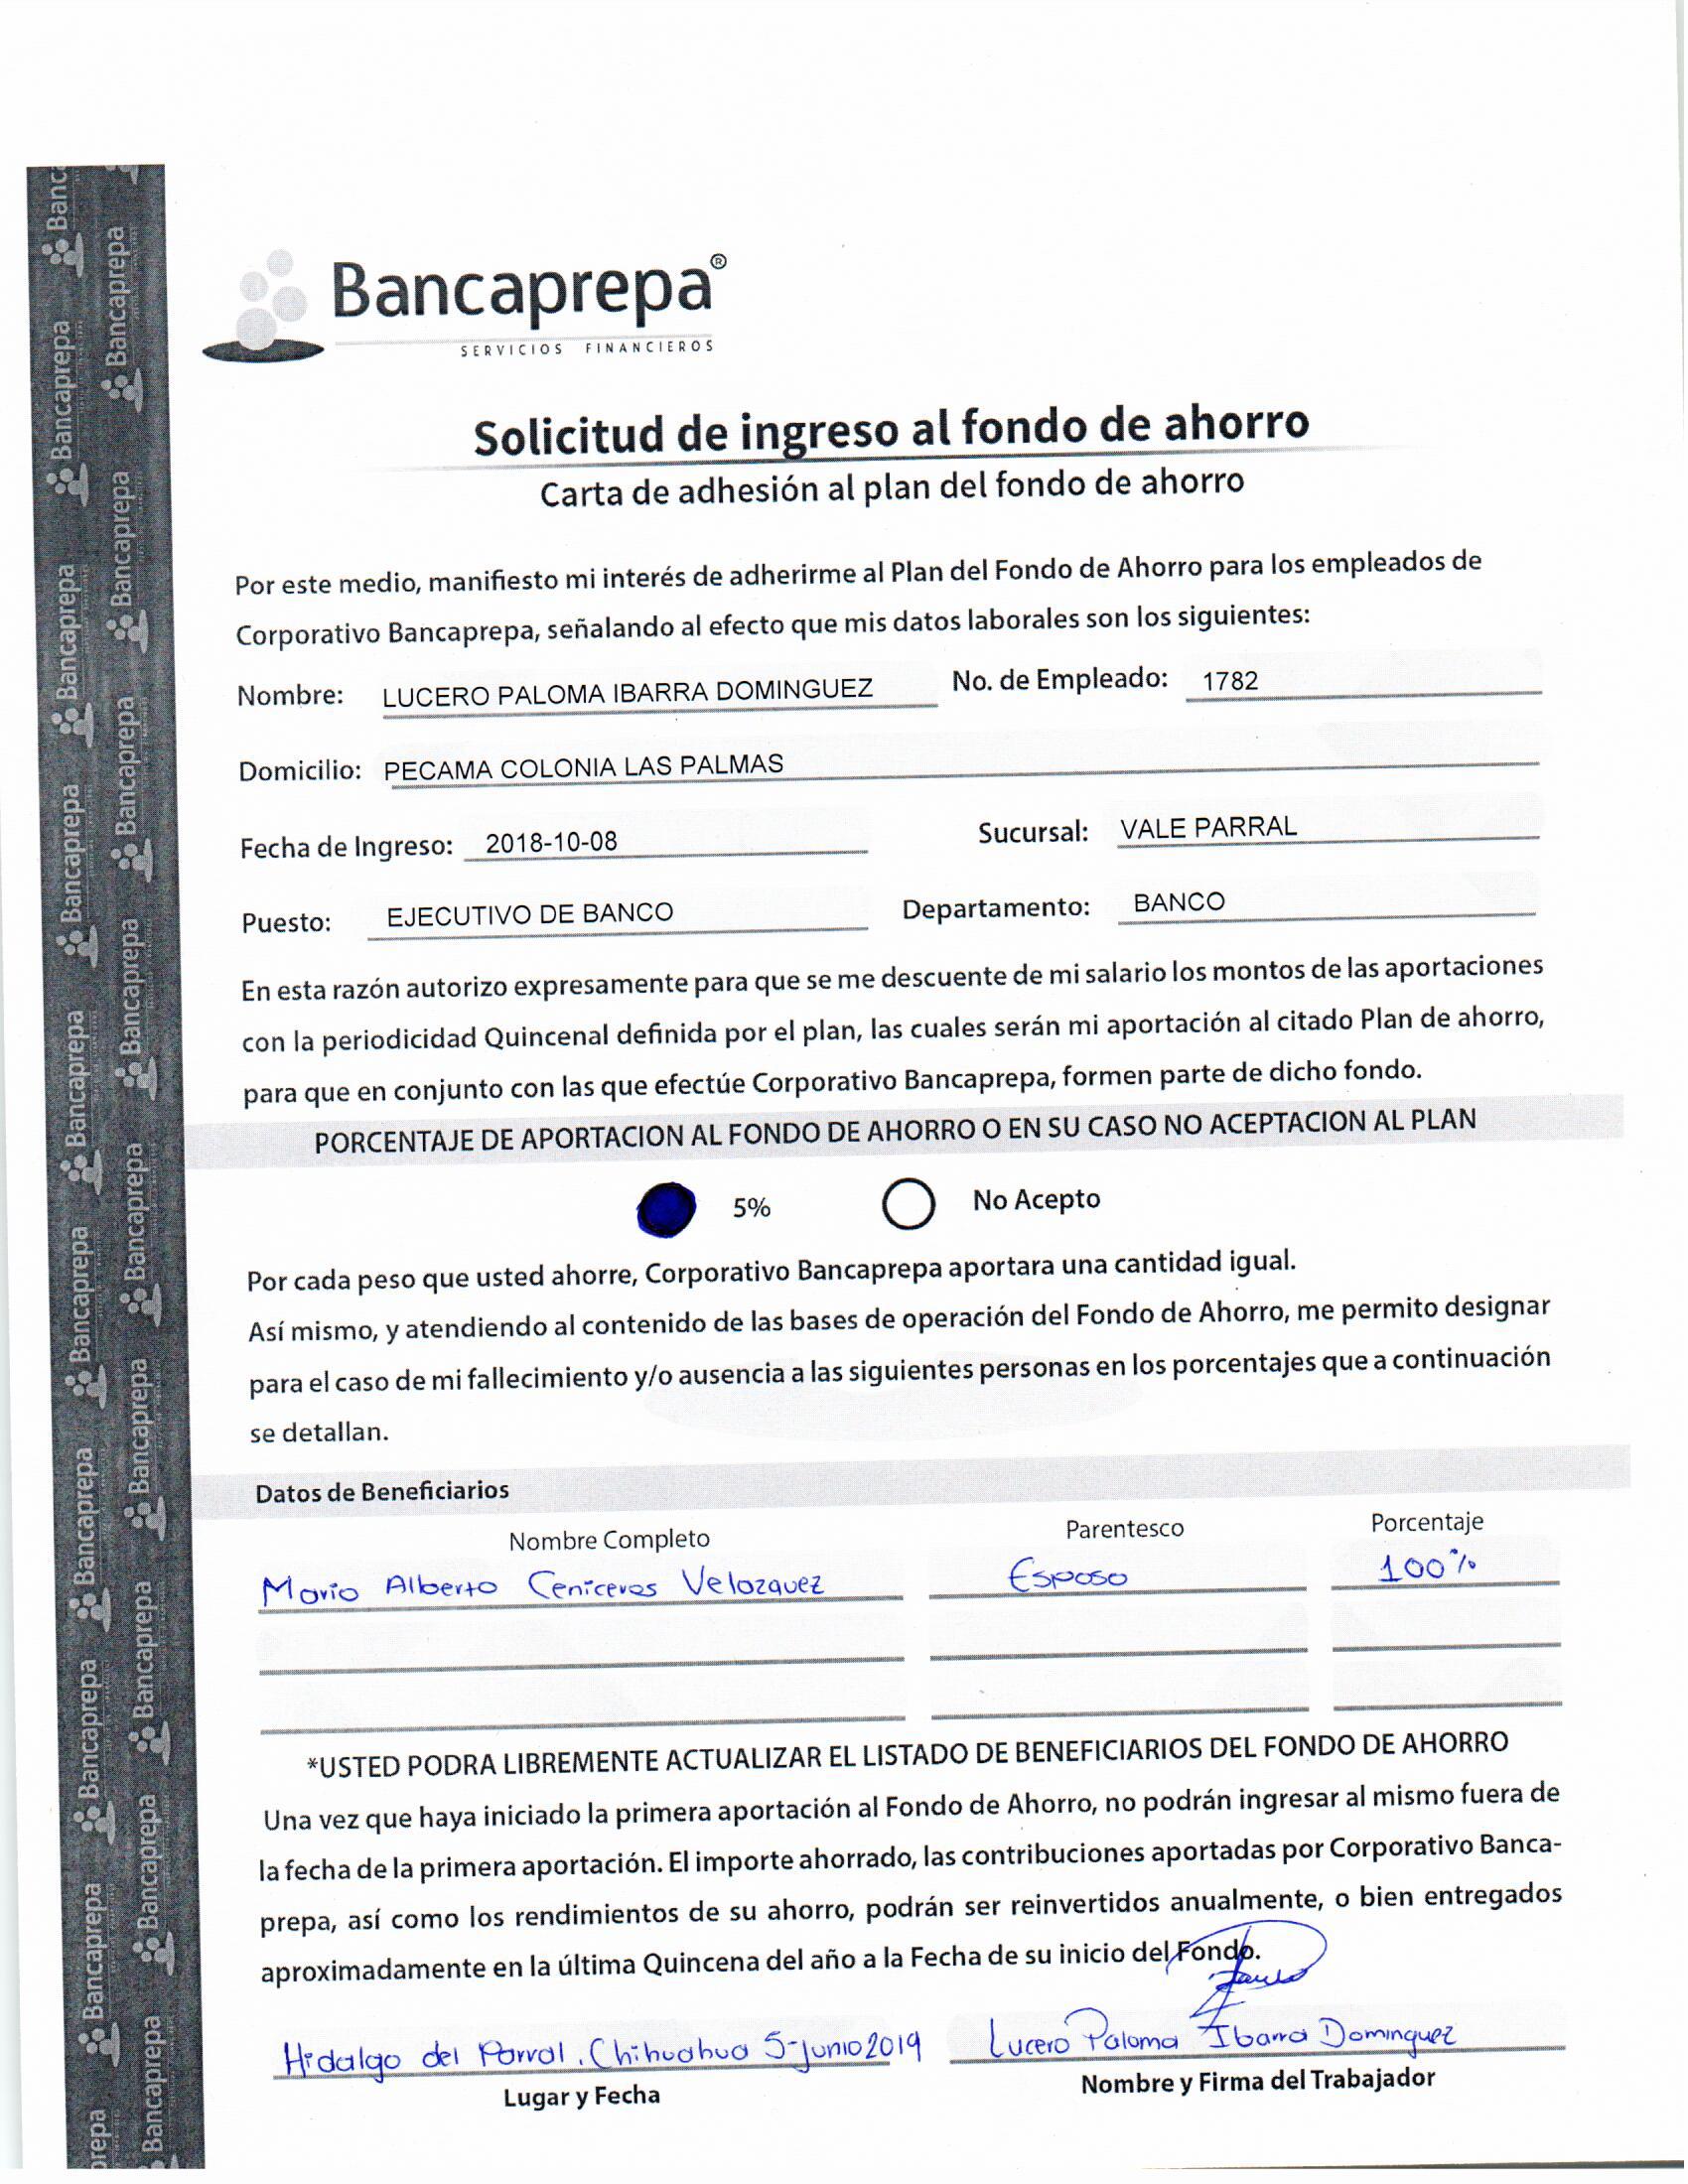 Bancaprepa®
SERVICIOS FINANCIEROS
Solicitud de ingreso al fondo de ahorro
Carta de adhesión al plan del fondo de ahorro
Por este medio, manifiesto mi interés de adherirme al Plan del Fondo de Ahorro para los empleados de
Corporativo Bancaprepa, señalando al efecto que mis datos laborales son los siguientes:
Nombre: LUCERO PALOMA IBARRA DOMINGUEZ No. de Empleado: 1782
Domicilio: PECAMA COLONIA LAS PALMAS
Fecha de Ingreso: 2018-10-08 Sucursal: VALE PARRAL
Puesto: EJECUTIVO DE BANCO Departamento: BANCO
En esta razón autorizo expresamente para que se me descuente de mi salario los montos de las aportaciones
con la periodicidad Quincenal definida por el plan, las cuales serán mi aportación al citado Plan de ahorro,
para que en conjunto con las que efectúe Corporativo Bancaprepa, formen parte de dicho fondo.
PORCENTAJE DE APORTACION AL FONDO DE AHORRO O EN SU CASO NO ACEPTACION AL PLAN
5% No Acepto
Por cada peso que usted ahorre, Corporativo Bancaprepa aportara una cantidad igual.
Así mismo, y atendiendo al contenido de las bases de operación del Fondo de Ahorro, me permito designar
para el caso de mi fallecimiento y/o ausencia a las siguientes personas en los porcentajes que a continuación
se detallan.
Datos de Beneficiarios
Nombre Completo Parentesco Porcentaje
Mario Alberto Ceniceros Velazquez Esposo 100%
*USTED PODRA LIBREMENTE ACTUALIZAR EL LISTADO DE BENEFICIARIOS DEL FONDO DE AHORRO
Una vez que haya iniciado la primera aportación al Fondo de Ahorro, no podrán ingresar al mismo fuera de
la fecha de la primera aportación. El importe ahorrado, las contribuciones aportadas por Corporativo Banca-
prepa, así como los rendimientos de su ahorro, podrán ser reinvertidos anualmente, o bien entregados
aproximadamente en la última Quincena del año a la Fecha de su inicio del Fondo.
Hidalgo del Parral, Chihuahua 5-junio 2019 Lucero Paloma Ibarra Dominguez
Lugar y Fecha Nombre y Firma del Trabajador